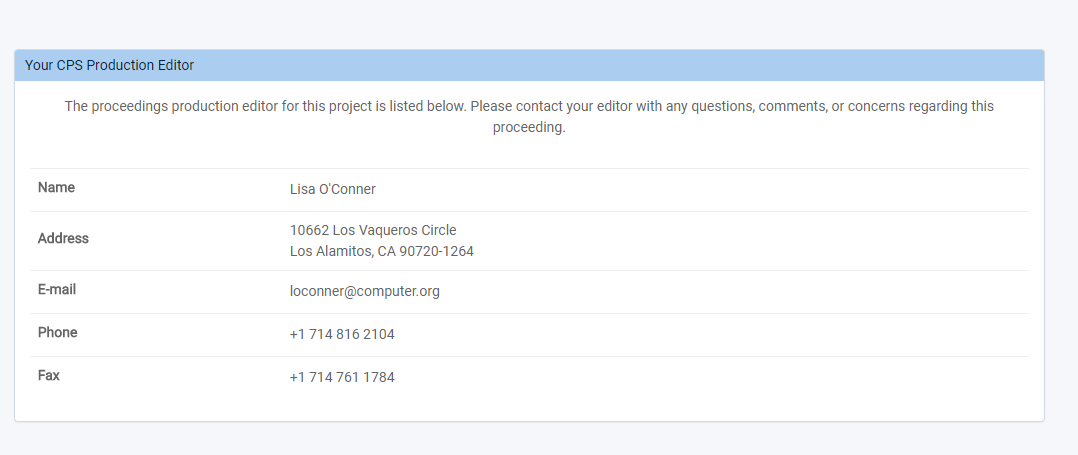 Your CPS Production Editor
The proceedings production editor for this project is listed below. Please contact your editor with any questions, comments, or concerns regarding this
proceeding.
Name
Lisa O'Conner
Address
10662 Los Vaqueros Circle
Los Alamitos, CA 90720-1264
E-mail
loconner@computer.org
Phone
+1 714 816 2104
Fax
+1 714 761 1784